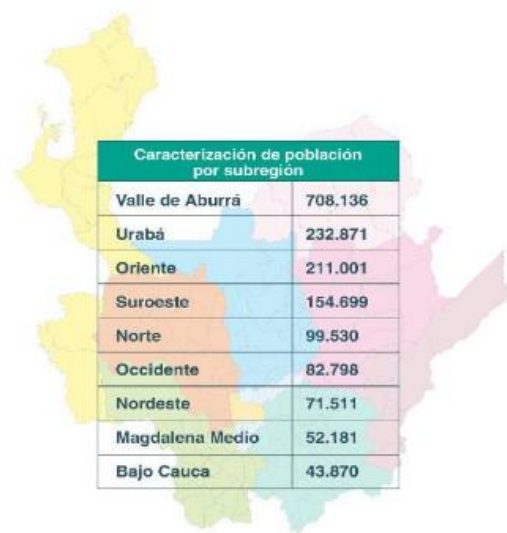 Caracterización de población
por subregión
Valle de Aburrá 708.136
Urabá 232.871
Oriente 211.001
Suroeste 154.699
Norte 99.530
Occidente 82.798
Nordeste 71.511
Magdalena Medio 52.181
Bajo Cauca 43.870